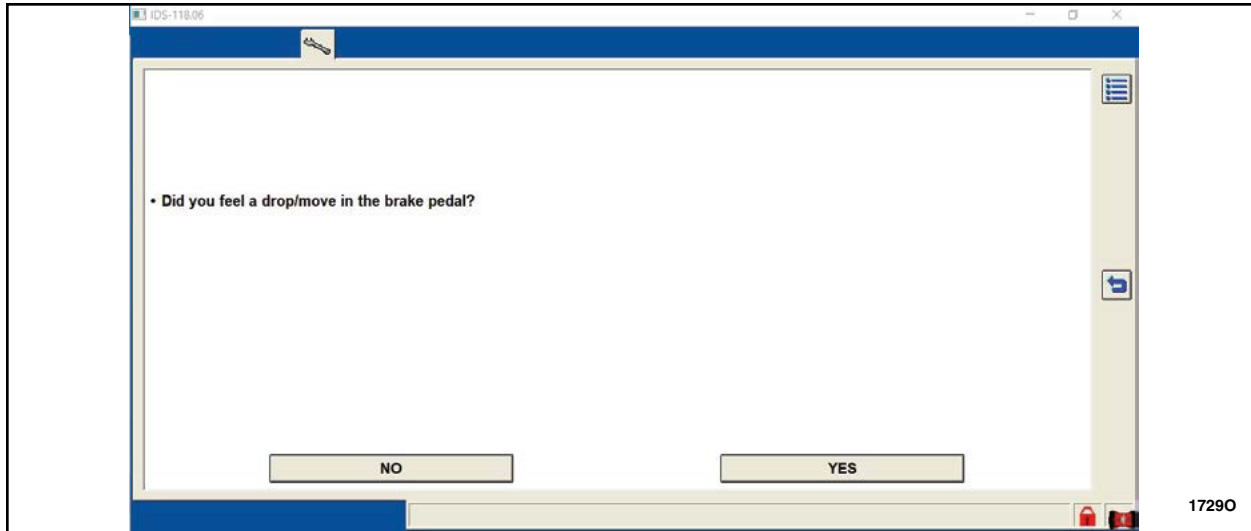 IDS-118.06
• Did you feel a drop/move in the brake pedal?
NO YES
1729O